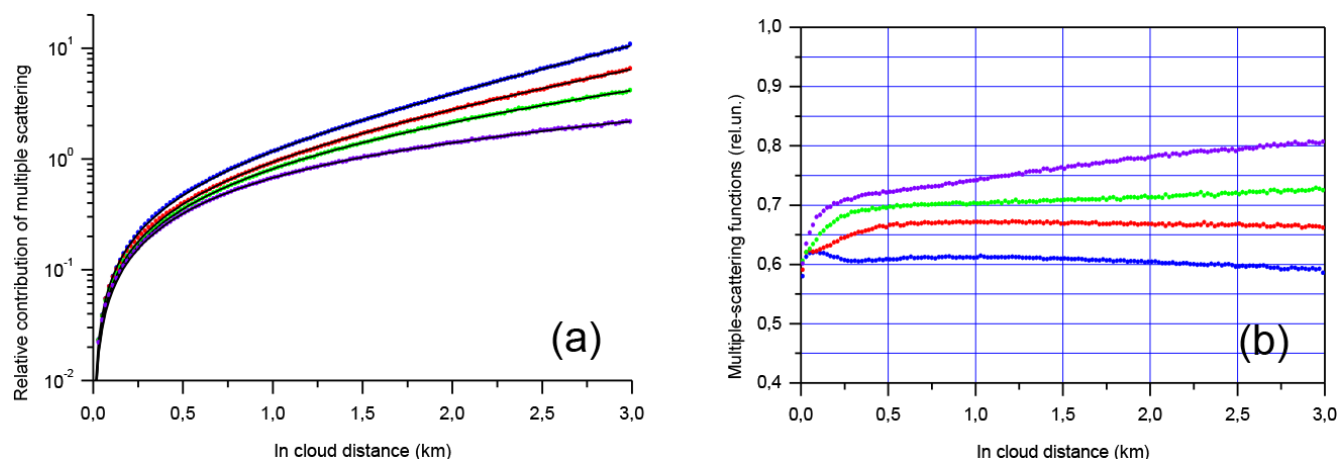 Relative contribution of multiple scattering
10¹
10⁰
10⁻¹
10⁻²
0,0 0,5 1,0 1,5 2,0 2,5 3,0
In cloud distance (km)
(a)
Multiple-scattering functions (rel.un.)
1,0
0,9
0,8
0,7
0,6
0,5
0,4
0,0 0,5 1,0 1,5 2,0 2,5 3,0
In cloud distance (km)
(b)